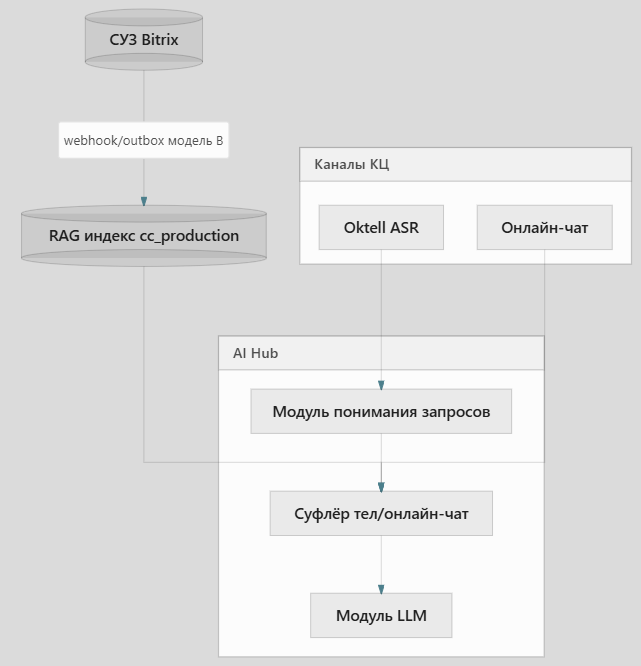 СУЗ Bitrix
webhook/outbox модель B
RAG индекс cc_production
Каналы КЦ
Oktell ASR
Онлайн-чат
AI Hub
Модуль понимания запросов
Суфлёр тел/онлайн-чат
Модуль LLM